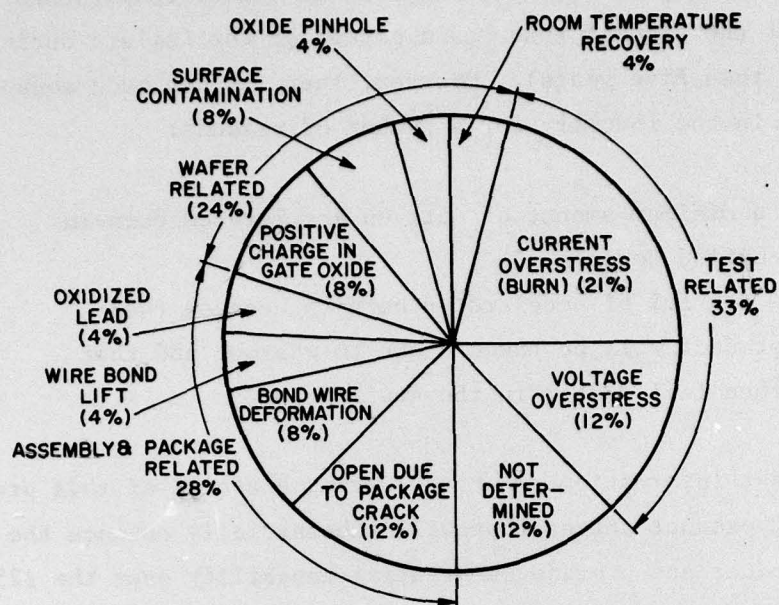 OXIDE PINHOLE
4%
ROOM TEMPERATURE
RECOVERY
4%
SURFACE
CONTAMINATION
(8%)
WAFER
RELATED
(24%)
POSITIVE
CHARGE IN
GATE OXIDE
(8%)
CURRENT
OVERSTRESS
(BURN) (21%)
TEST
RELATED
33%
OXIDIZED
LEAD
(4%)
WIRE BOND
LIFT
(4%)
VOLTAGE
OVERSTRESS
(12%)
BOND WIRE
DEFORMATION
(8%)
ASSEMBLY & PACKAGE
RELATED
28%
OPEN DUE
TO PACKAGE
CRACK
(12%)
NOT
DETER-
MINED
(12%)